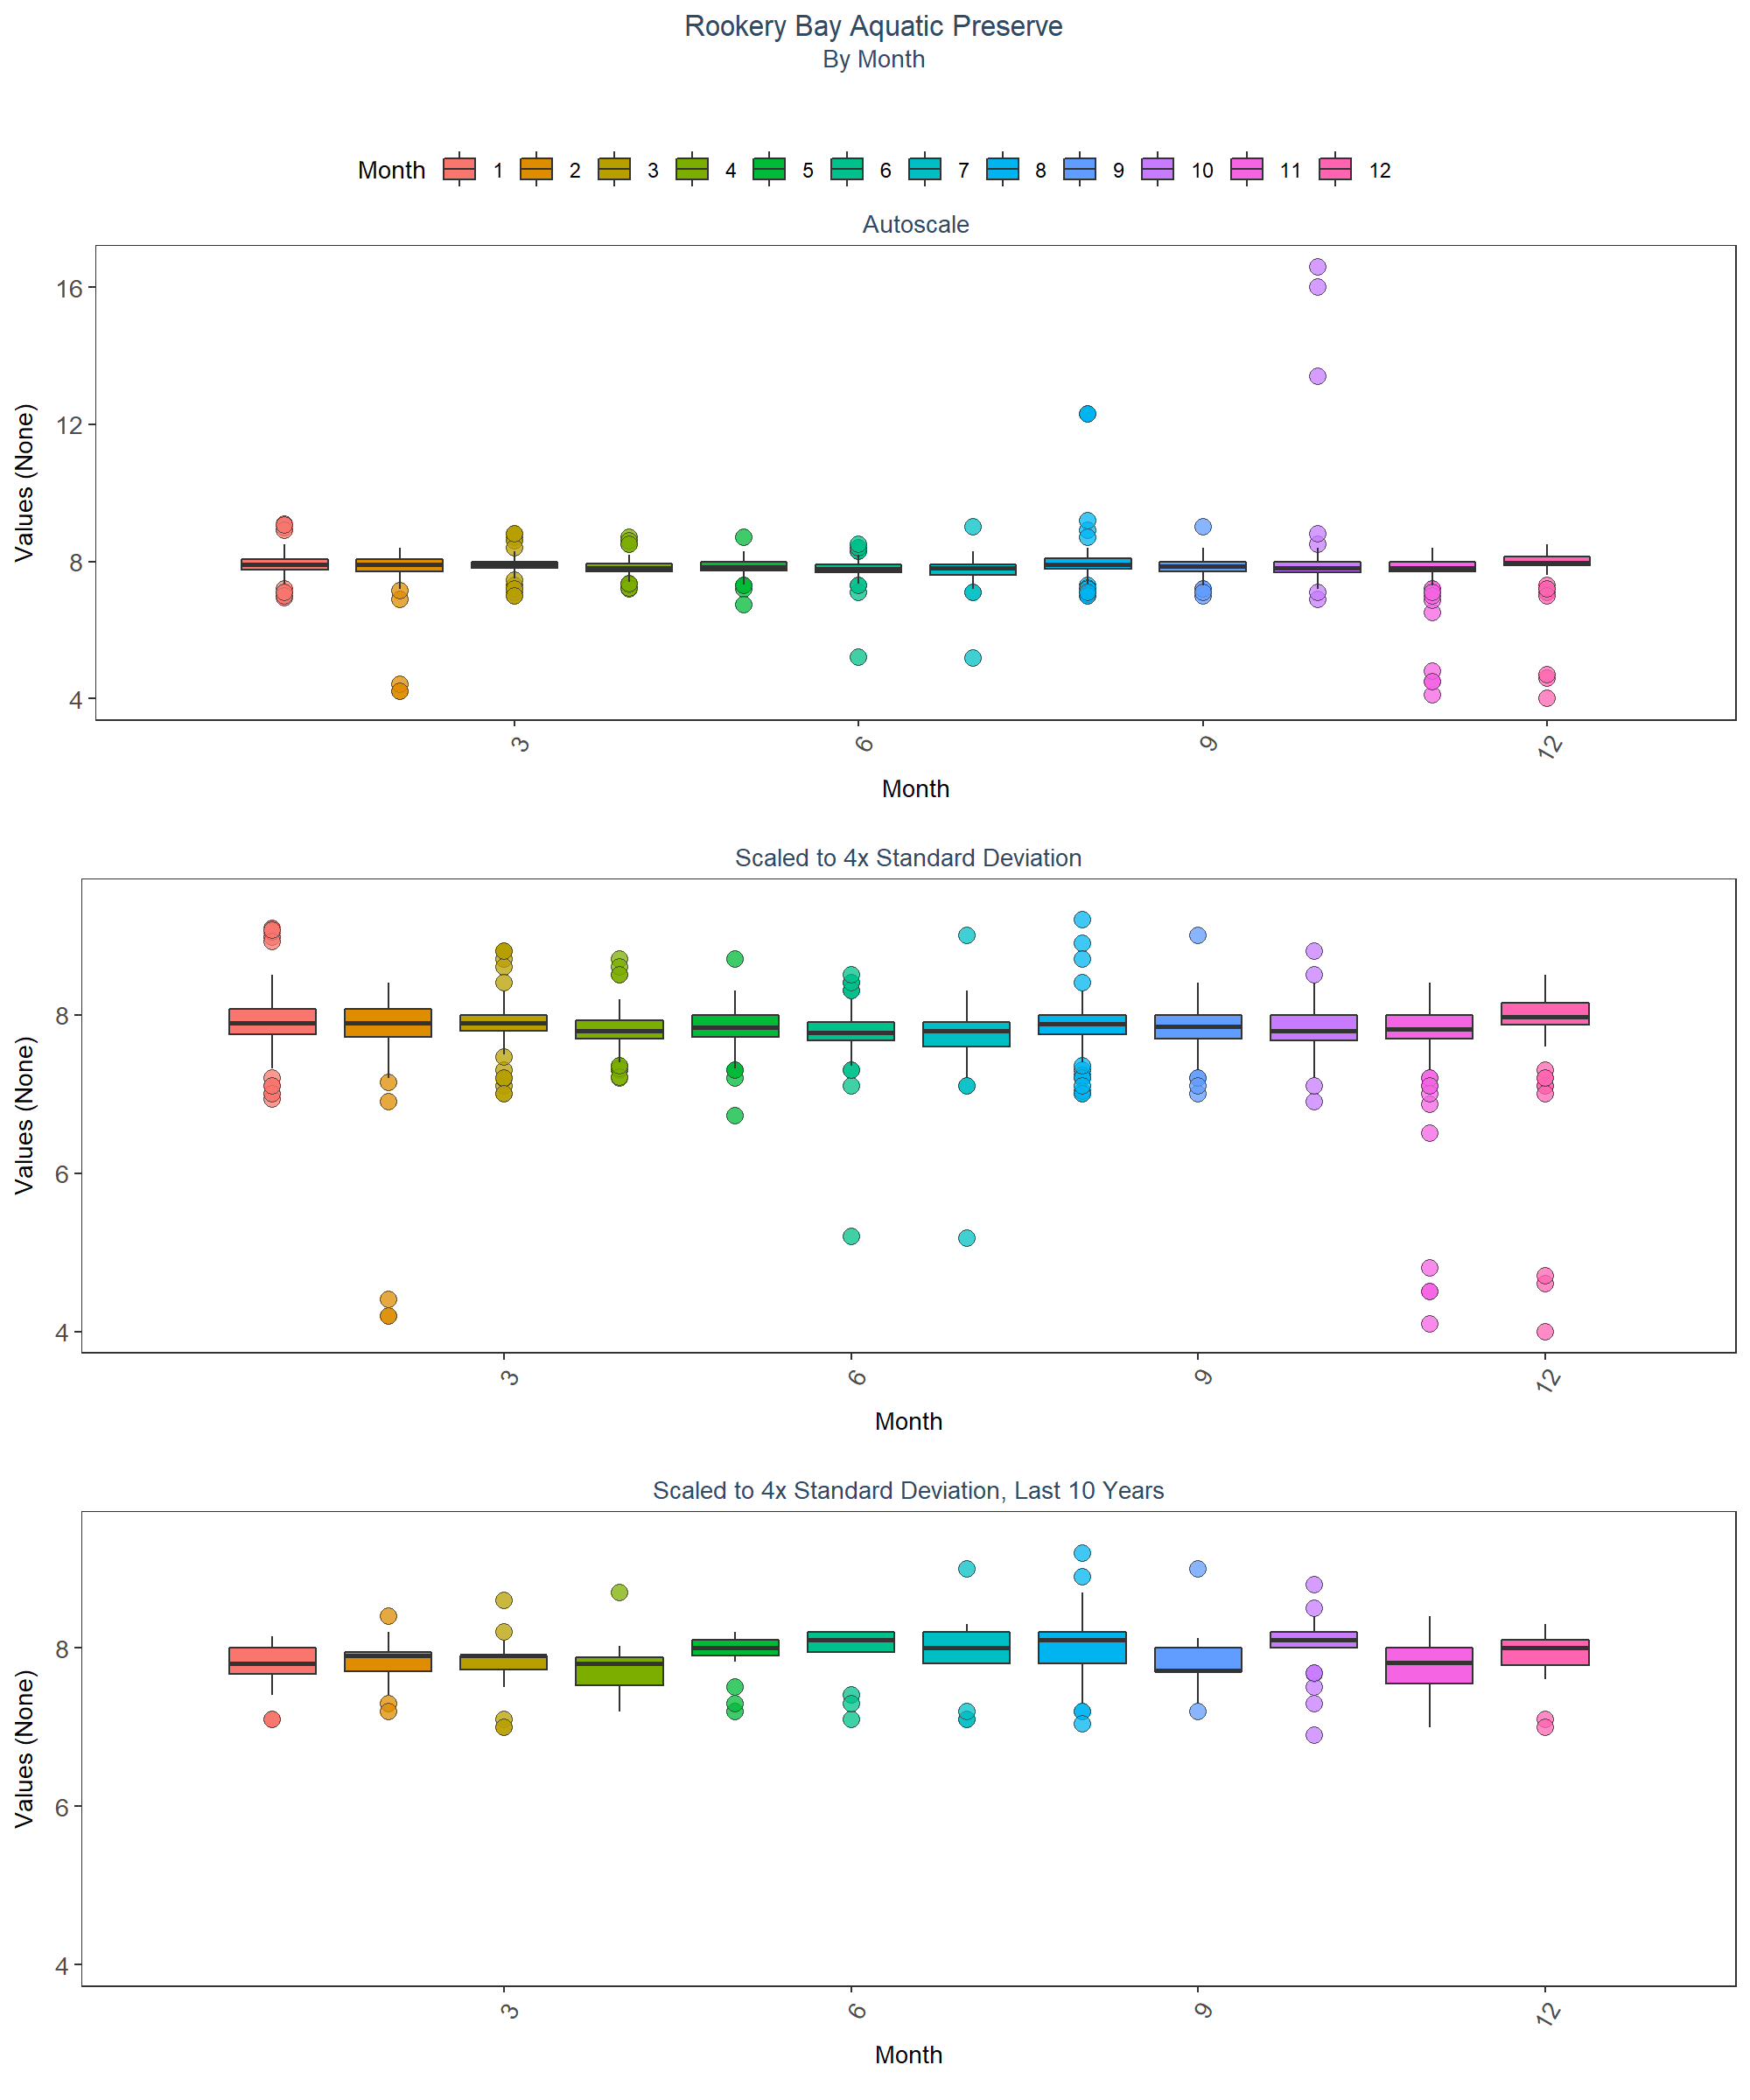 Rookery Bay Aquatic Preserve
By Month
Month 1 2 3 4 5 6 7 8 9 10 11 12
Autoscale
Values (None)
16
12
8
4
3 6 9 12
Month
Scaled to 4x Standard Deviation
Values (None)
8
6
4
3 6 9 12
Month
Scaled to 4x Standard Deviation, Last 10 Years
Values (None)
8
6
4
3 6 9 12
Month